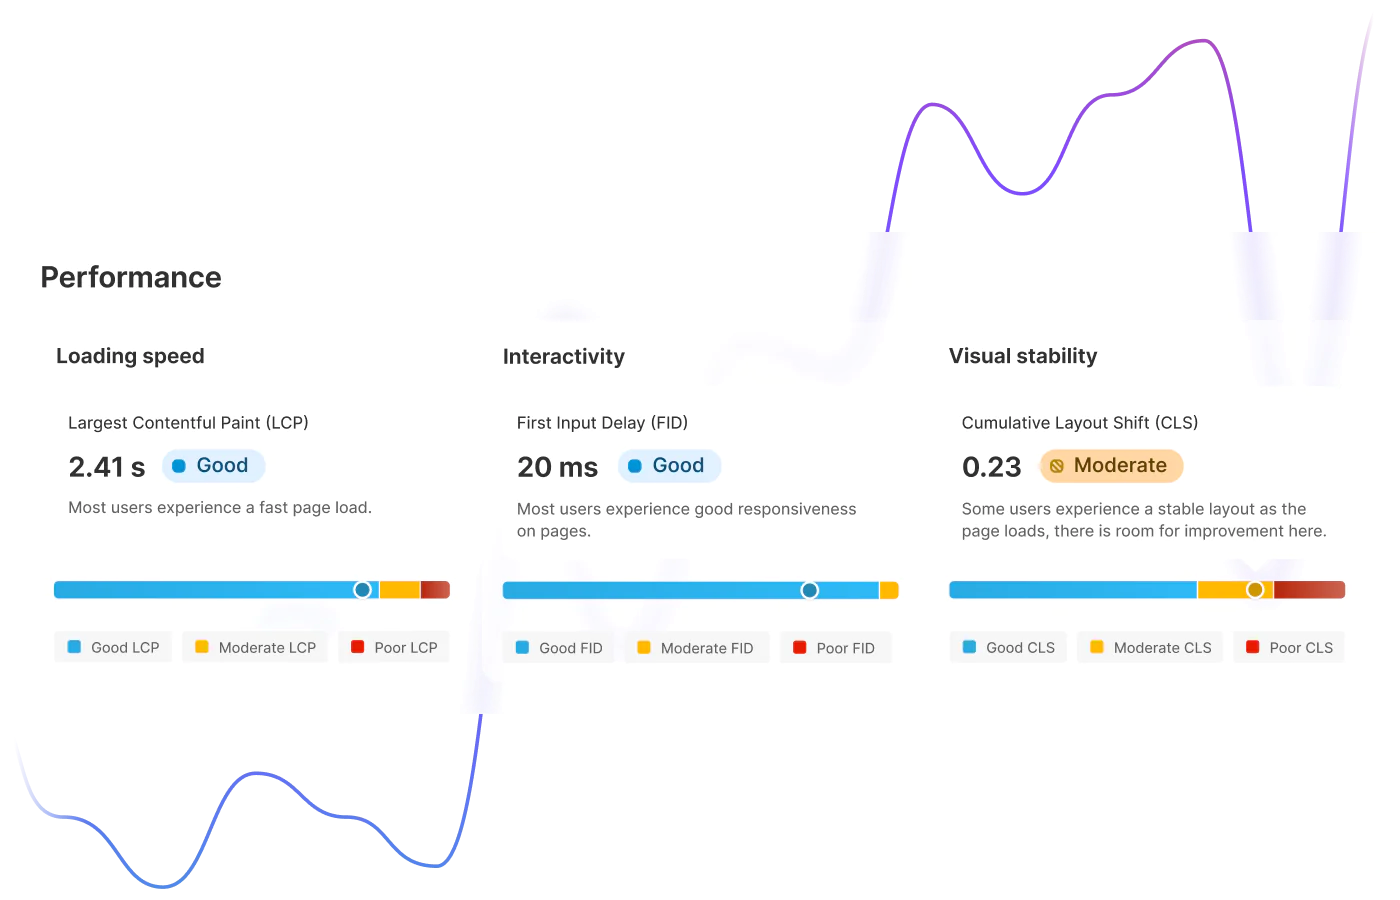 Performance
Loading speed
Largest Contentful Paint (LCP)
2.41 s Good
Most users experience a fast page load.
Good LCP Moderate LCP Poor LCP
Interactivity
First Input Delay (FID)
20 ms Good
Most users experience good responsiveness
on pages.
Good FID Moderate FID Poor FID
Visual stability
Cumulative Layout Shift (CLS)
0.23 Moderate
Some users experience a stable layout as the
page loads, there is room for improvement here.
Good CLS Moderate CLS Poor CLS